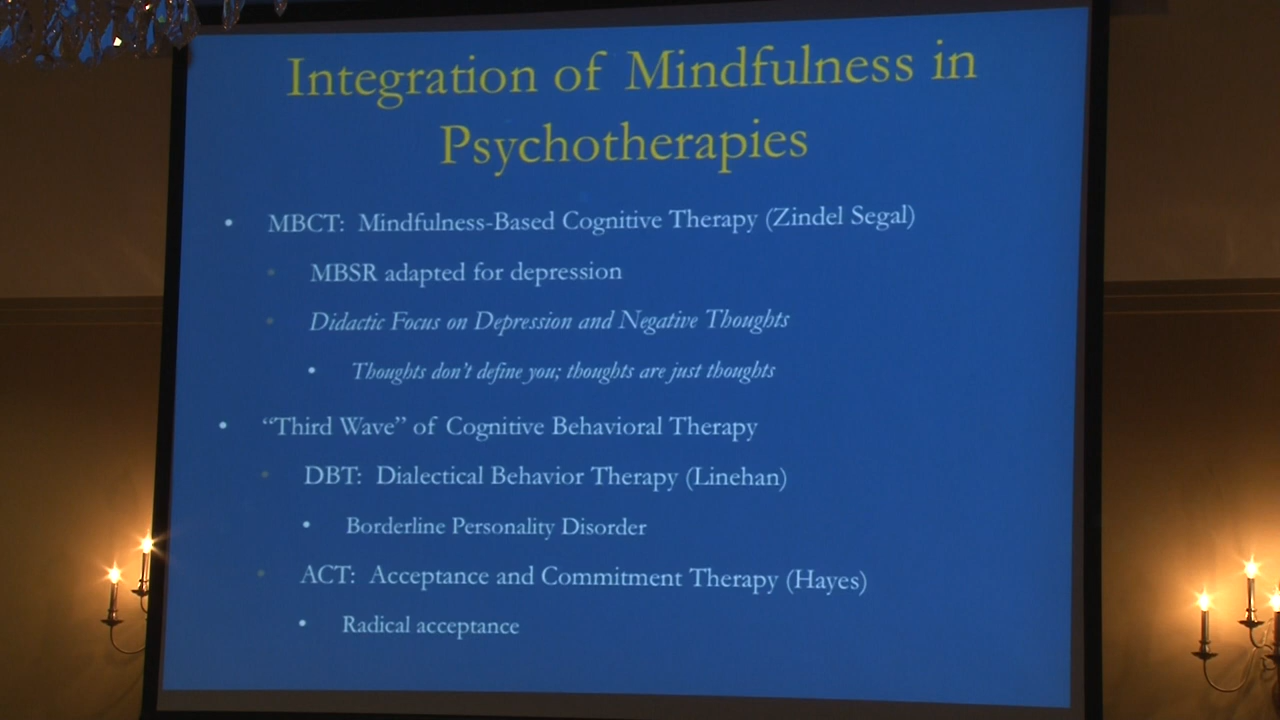 Integration of Mindfulness in
Psychotherapies
• MBCT: Mindfulness-Based Cognitive Therapy (Zindel Segal)
• MBSR adapted for depression
• Didactic Focus on Depression and Negative Thoughts
• Thoughts don't define you; thoughts are just thoughts
• “Third Wave” of Cognitive Behavioral Therapy
• DBT: Dialectical Behavior Therapy (Linehan)
• Borderline Personality Disorder
• ACT: Acceptance and Commitment Therapy (Hayes)
• Radical acceptance